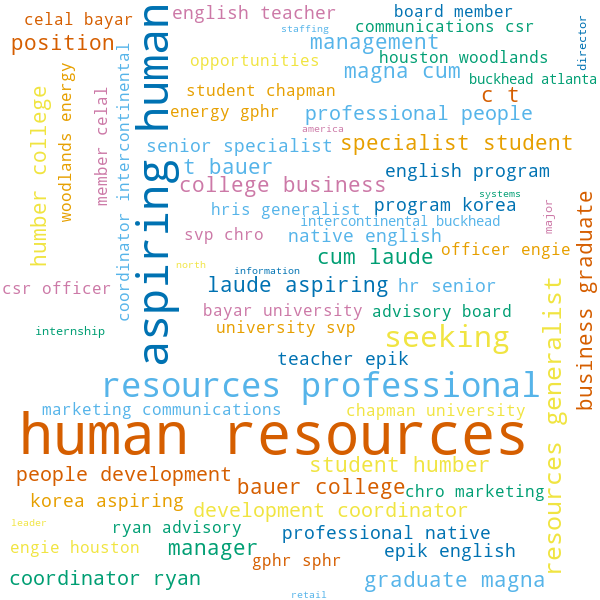 celal bayar
english teacher
board member
staffing
communications csr
director
position
management
houston woodlands
opportunities
magna cum
buckhead atlanta
student chapman
c t
woodlands energy
member celal
coordinator intercontinental
aspiring human
humber college
energy gphr
professional people
america
senior specialist
specialist student
t bauer
english program
college business
systems
hris generalist
program korea
major
business graduate
intercontinental buckhead
svp chro
native english
officer engie
north
cum laude
information
csr officer
laude aspiring
hr senior
resources generalist
bayar university
advisory board
internship
university svp
seeking
teacher epik
resources professional
marketing communications
chapman university
human resources
student humber
people development
bauer college
chro marketing
korea aspiring
development coordinator
leader
ryan advisory
professional native
engie houston
manager
epik english
gphr sphr
coordinator ryan
graduate magna
retail